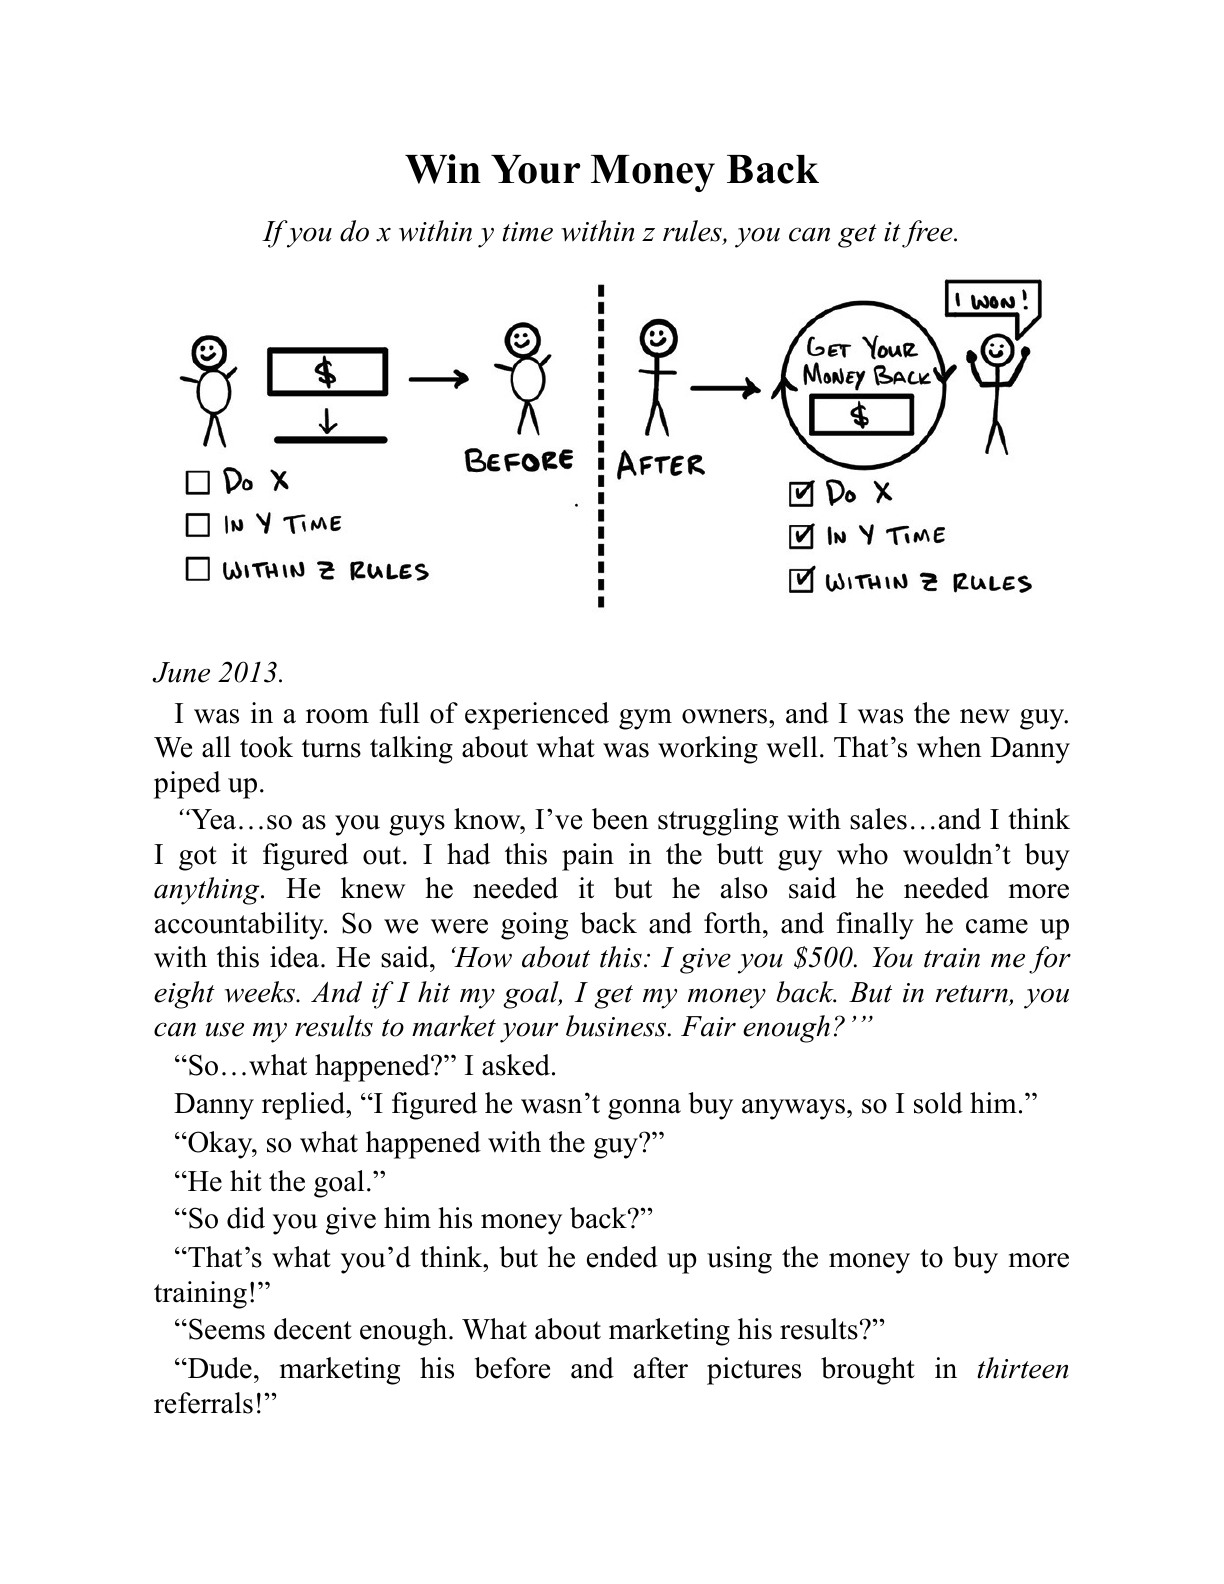 Win Your Money Back
If you do x within y time within z rules, you can get it free.
I WON!
$
GET YOUR
MONEY BACK
$
BEFORE
AFTER
DO X
IN Y TIME
WITHIN Z RULES
DO X
IN Y TIME
WITHIN Z RULES
June 2013.
I was in a room full of experienced gym owners, and I was the new guy.
We all took turns talking about what was working well. That’s when Danny
piped up.
“Yea…so as you guys know, I’ve been struggling with sales…and I think
I got it figured out. I had this pain in the butt guy who wouldn’t buy
anything. He knew he needed it but he also said he needed more
accountability. So we were going back and forth, and finally he came up
with this idea. He said, ‘How about this: I give you $500. You train me for
eight weeks. And if I hit my goal, I get my money back. But in return, you
can use my results to market your business. Fair enough?’”
“So…what happened?” I asked.
Danny replied, “I figured he wasn’t gonna buy anyways, so I sold him.”
“Okay, so what happened with the guy?”
“He hit the goal.”
“So did you give him his money back?”
“That’s what you’d think, but he ended up using the money to buy more
training!”
“Seems decent enough. What about marketing his results?”
“Dude, marketing his before and after pictures brought in thirteen
referrals!”